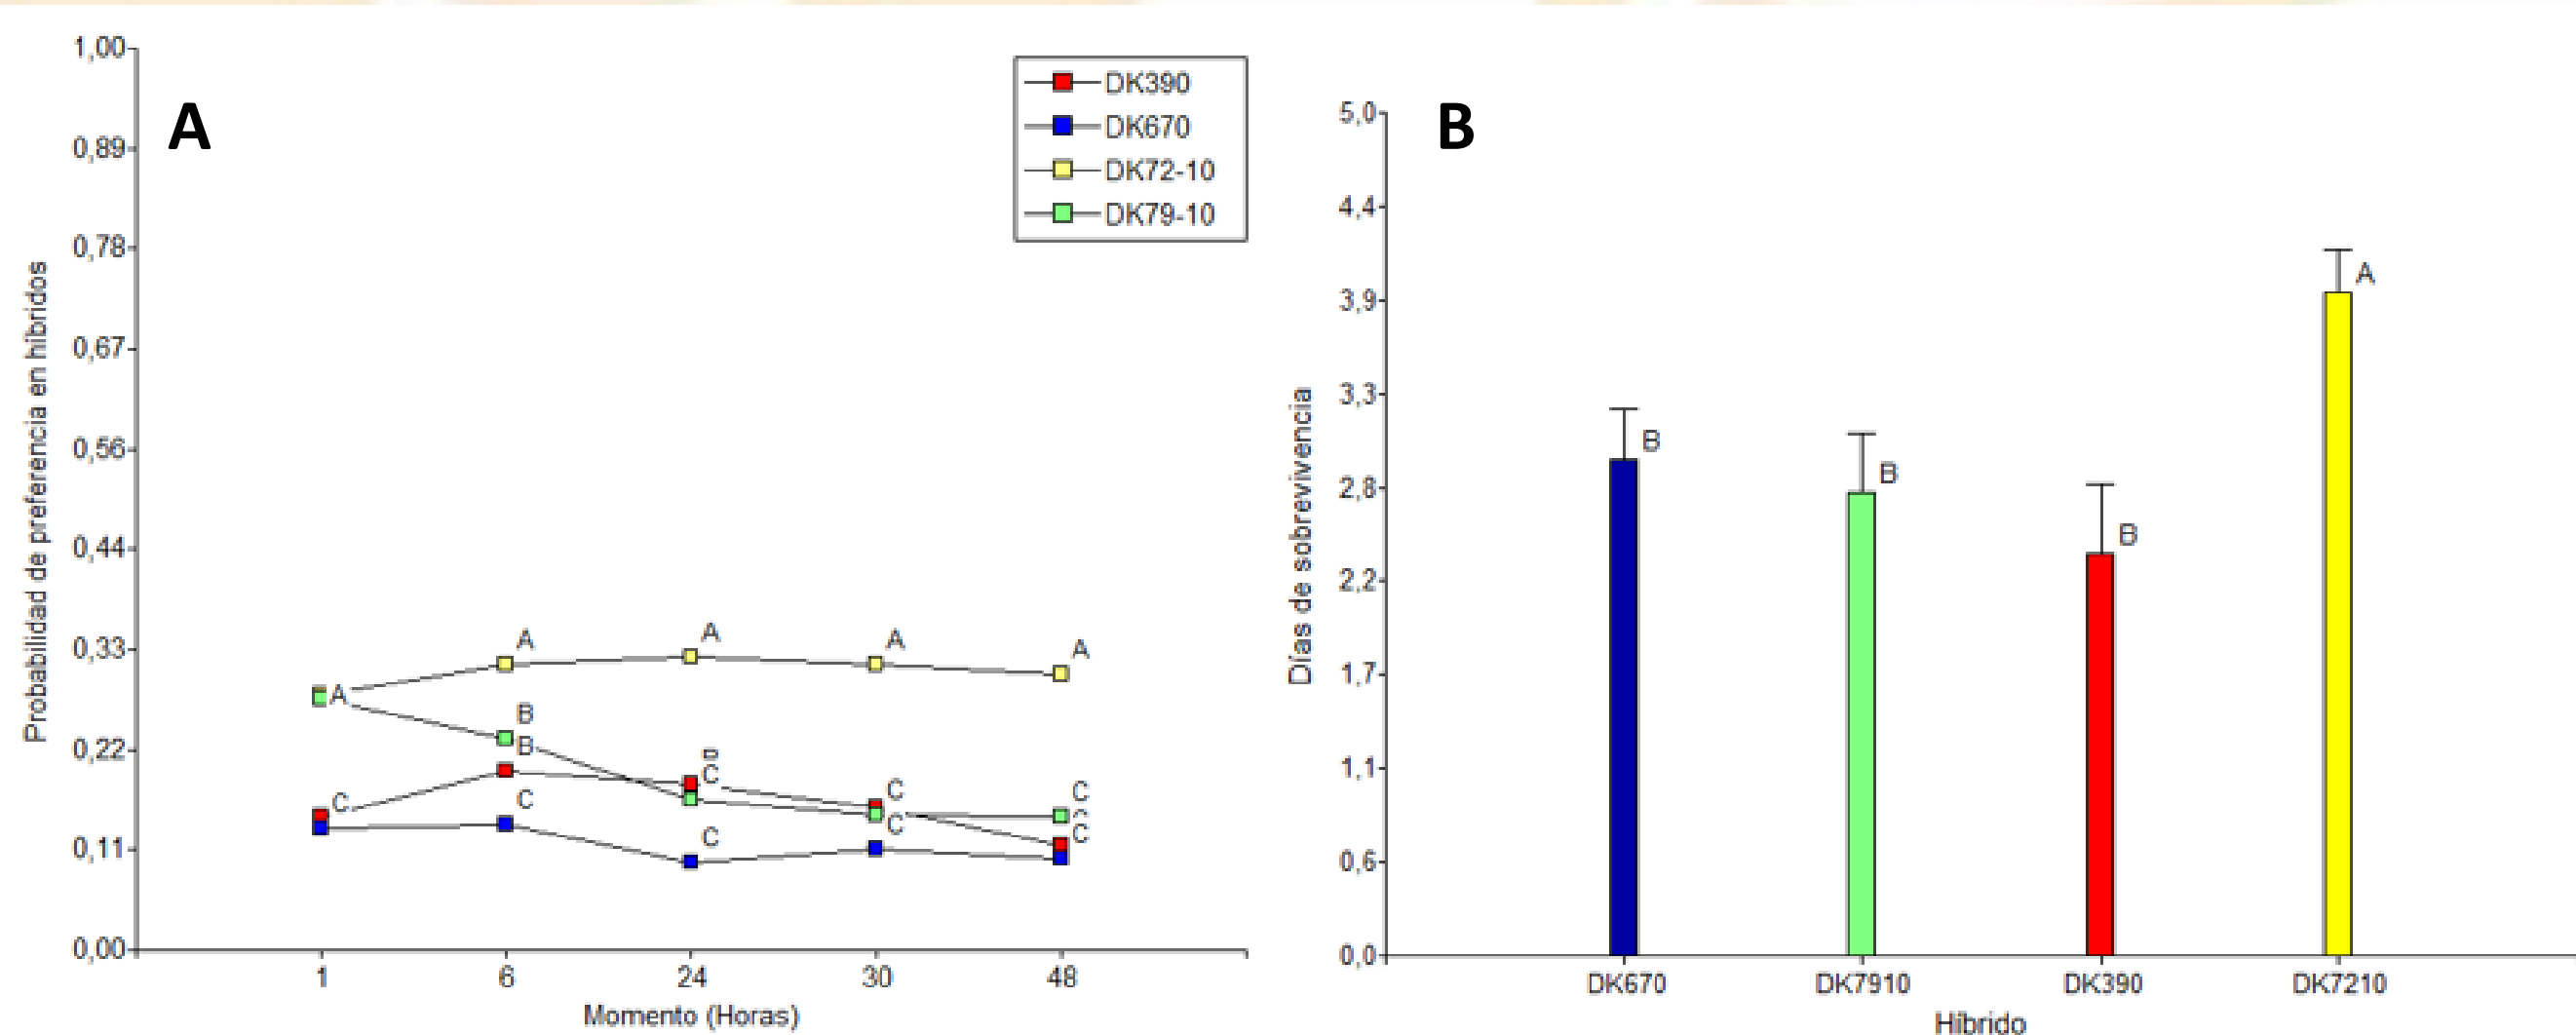 A
1,00
0,89
0,78
0,67
0,56
0,44
0,33
0,22
0,11
0,00
Probabilidad de preferencia en híbridos
DK390
DK670
DK72-10
DK79-10
A
A
A
A
A
B
B
C
C
C
C
C
C
C
C
1
6
24
30
48
Momento (Horas)
B
5,0
4,4
3,9
3,3
2,8
2,2
1,7
1,1
0,6
0,0
Días de sobrevivencia
B
B
B
A
DK670
DK7910
DK390
DK7210
Híbrido